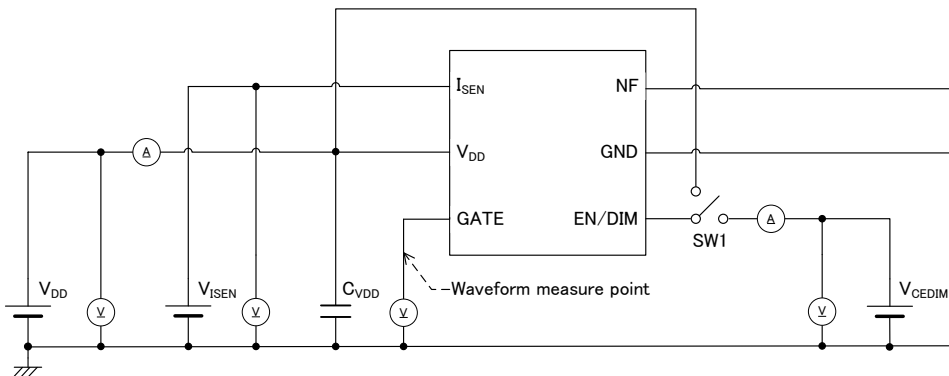 I_SEN
NF
V_DD
A
GND
GATE
EN/DIM
A
SW1
V_DD
V
V_ISEN
V
C_VDD
V
Waveform measure point
V
V_CEDIM